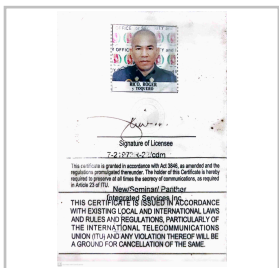 Signature of Licensee
This certificate is granted in accordance with Act 3846, as amended and the
regulations promulgated thereunder. The holder of this Certificate is hereby
required to preserve at all times the secrecy of communications, as required
in Article 23 of ITU.
New/Seminar/ Panther
Integrated Services Inc.
THIS CERTIFICATE IS ISSUED IN ACCORDANCE
WITH EXISTING LOCAL AND INTERNATIONAL LAWS
AND RULES AND REGULATIONS, PARTICULARLY OF
THE INTERNATIONAL TELECOMMUNICATIONS
UNION (ITU) AND ANY VIOLATION THEREOF WILL BE
A GROUND FOR CANCELLATION OF THE SAME.